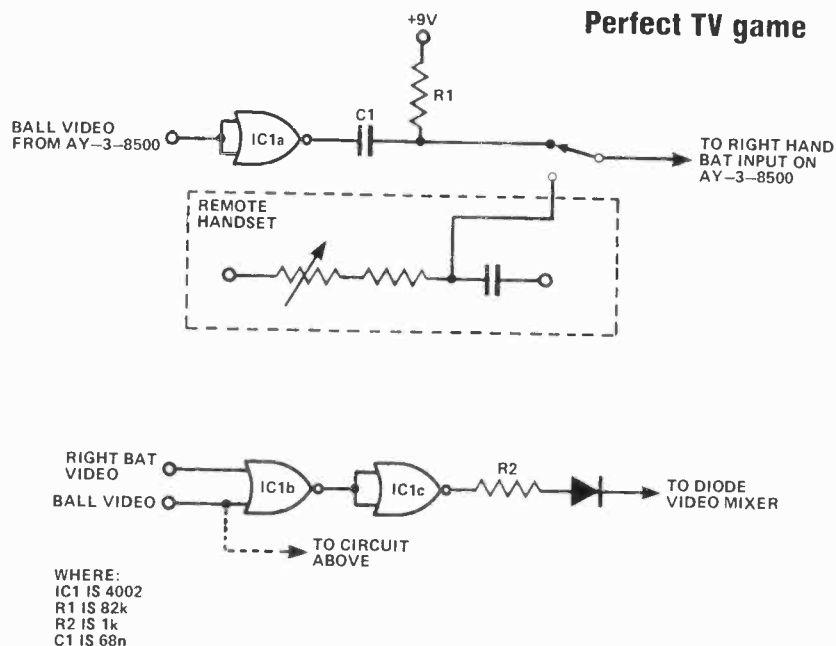 Perfect TV game
+9V
R1
C1
BALL VIDEO
FROM AY-3-8500
IC1a
TO RIGHT HAND
BAT INPUT ON
AY-3-8500
REMOTE
HANDSET
RIGHT BAT
VIDEO
BALL VIDEO
IC1b
IC1c
R2
TO DIODE
VIDEO MIXER
TO CIRCUIT
ABOVE
WHERE:
IC1 IS 4002
R1 IS 82k
R2 IS 1k
C1 IS 68n